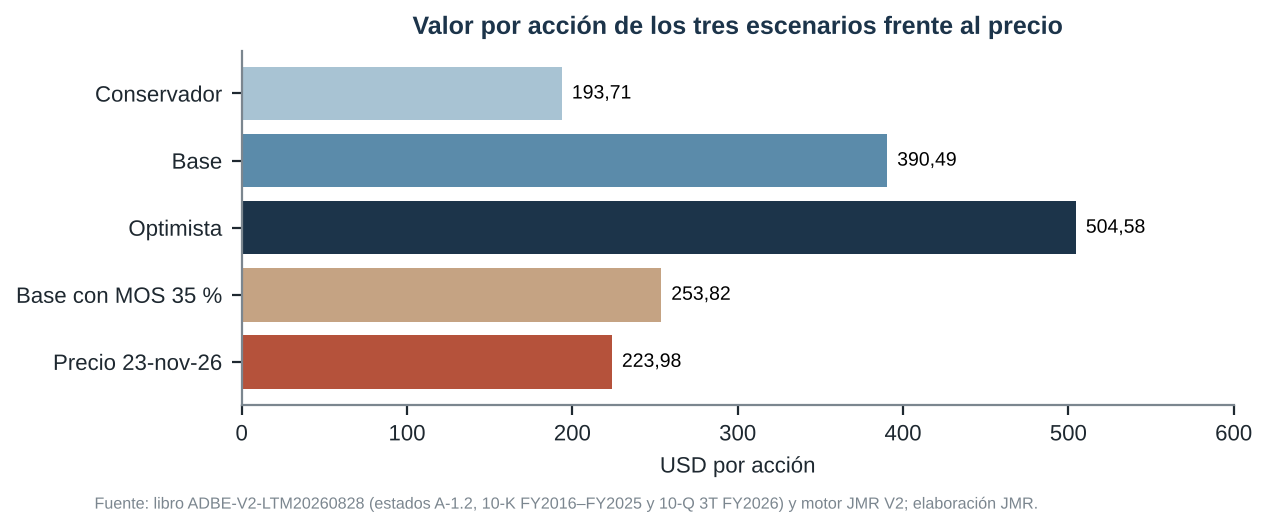 Valor por acción de los tres escenarios frente al precio
Conservador 193,71
Base 390,49
Optimista 504,58
Base con MOS 35 % 253,82
Precio 23-nov-26 223,98
0 100 200 300 400 500 600
USD por acción
Fuente: libro ADBE-V2-LTM20260828 (estados A-1.2, 10-K FY2016–FY2025 y 10-Q 3T FY2026) y motor JMR V2; elaboración JMR.